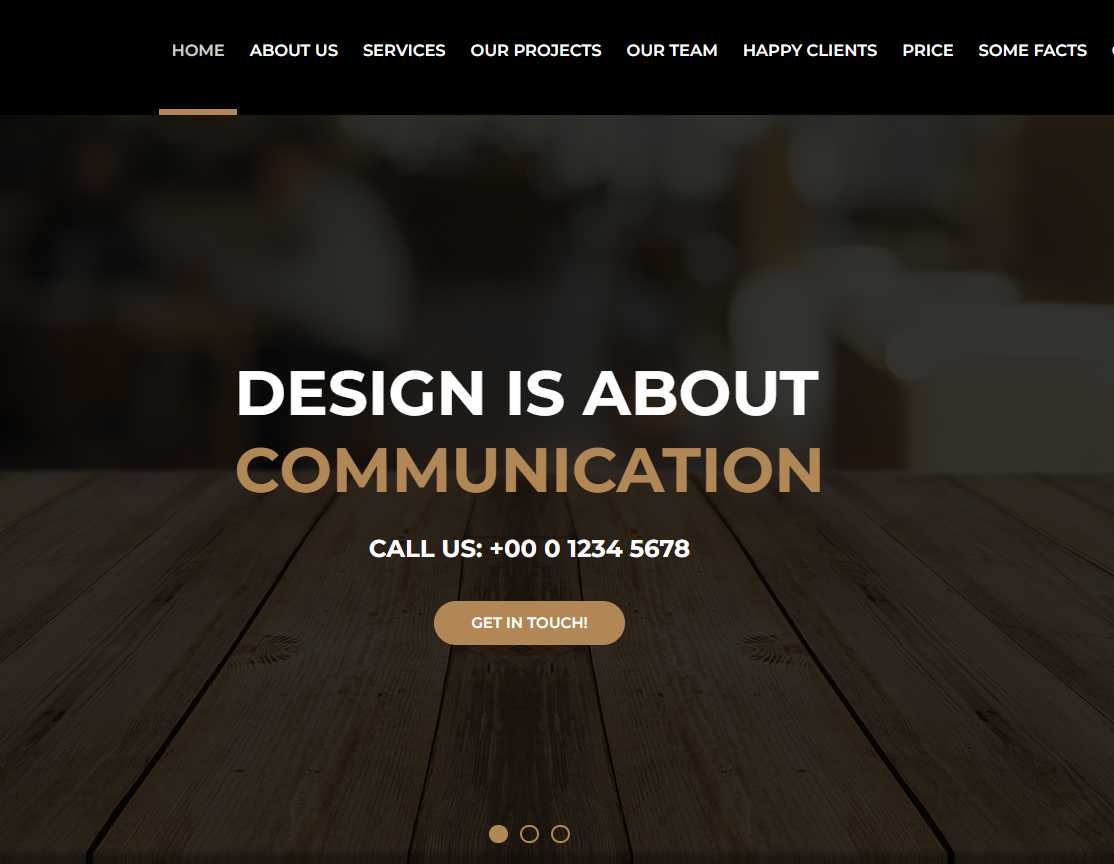 HOME ABOUT US SERVICES OUR PROJECTS OUR TEAM HAPPY CLIENTS PRICE SOME FACTS
DESIGN IS ABOUT
COMMUNICATION
CALL US: +00 0 1234 5678
GET IN TOUCH!